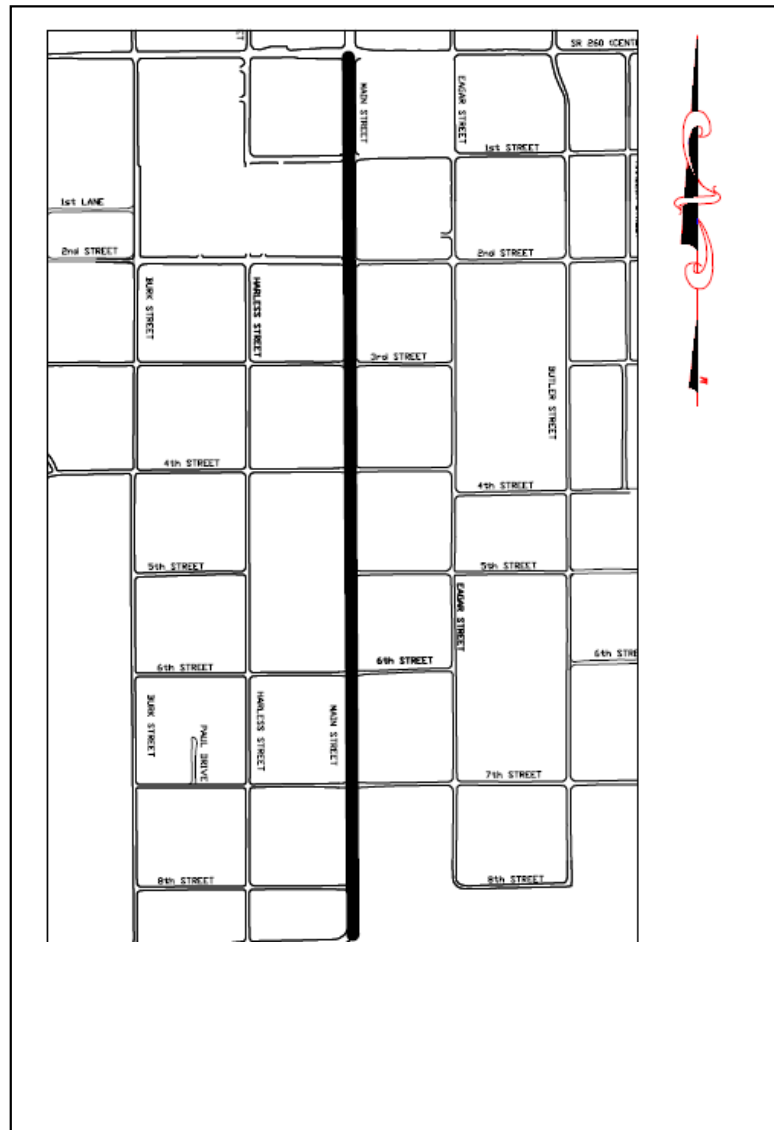 SR 260 (CENT
MAIN STREET
EAGAR STREET
1st STREET
1st LANE
2nd STREET
2nd STREET
BURK STREET
HARLESS STREET
3rd STREET
BUTLER STREET
4th STREET
4th STREET
5th STREET
5th STREET
EAGAR STREET
6th STREET
6th STREET
6th STRE
BURK STREET
PAUL DRIVE
HARLESS STREET
MAIN STREET
7th STREET
8th STREET
8th STREET